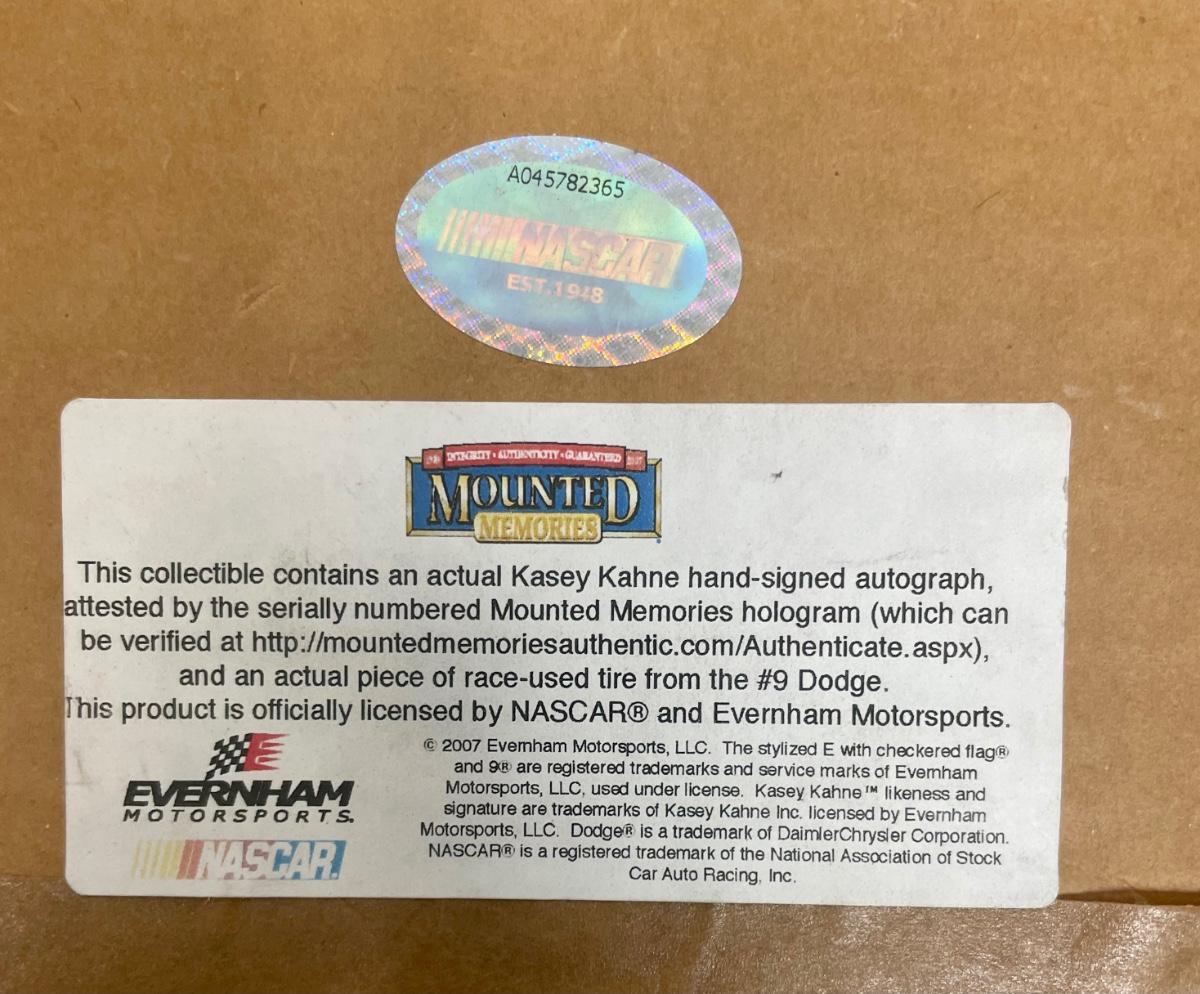 A045782365
NASCAR
EST.1948
INTEGRITY • AUTHENTICITY • GUARANTEED
MOUNTED
MEMORIES
This collectible contains an actual Kasey Kahne hand-signed autograph,
attested by the serially numbered Mounted Memories hologram (which can
be verified at http://mountedmemoriesauthentic.com/Authenticate.aspx),
and an actual piece of race-used tire from the #9 Dodge.
This product is officially licensed by NASCAR® and Evernham Motorsports.
EVERNHAM
MOTORSPORTS.
NASCAR.
© 2007 Evernham Motorsports, LLC. The stylized E with checkered flag®
and 9® are registered trademarks and service marks of Evernham
Motorsports, LLC, used under license. Kasey Kahne™ likeness and
signature are trademarks of Kasey Kahne Inc. licensed by Evernham
Motorsports, LLC. Dodge® is a trademark of DaimlerChrysler Corporation.
NASCAR® is a registered trademark of the National Association of Stock
Car Auto Racing, Inc.